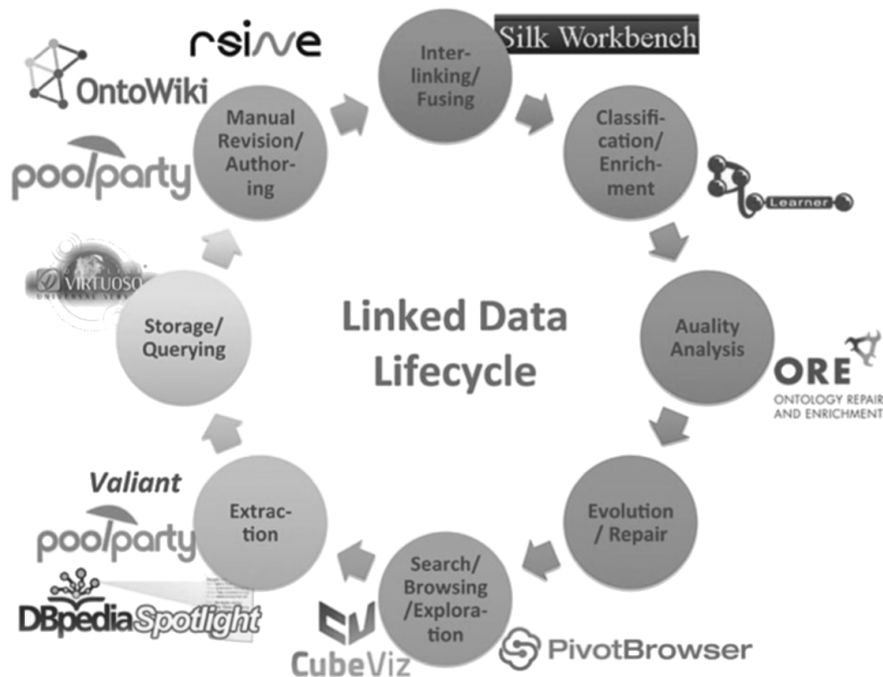 rsine
Silk Workbench
Inter-
linking/
Fusing
OntoWiki
Manual
Revision/
Author-
ing
Classifi-
cation/
Enrich-
ment
poolparty
Learner
VIRTUOSO
Storage/
Querying
Linked Data
Lifecycle
Auality
Analysis
ORE
ONTOLOGY REPAIR
AND ENRICHMENT
Valiant
poolparty
Extrac-
tion
Evolution
/ Repair
DBpedia Spotlight
Search/
Browsing
/Explora-
tion
CubeViz
PivotBrowser